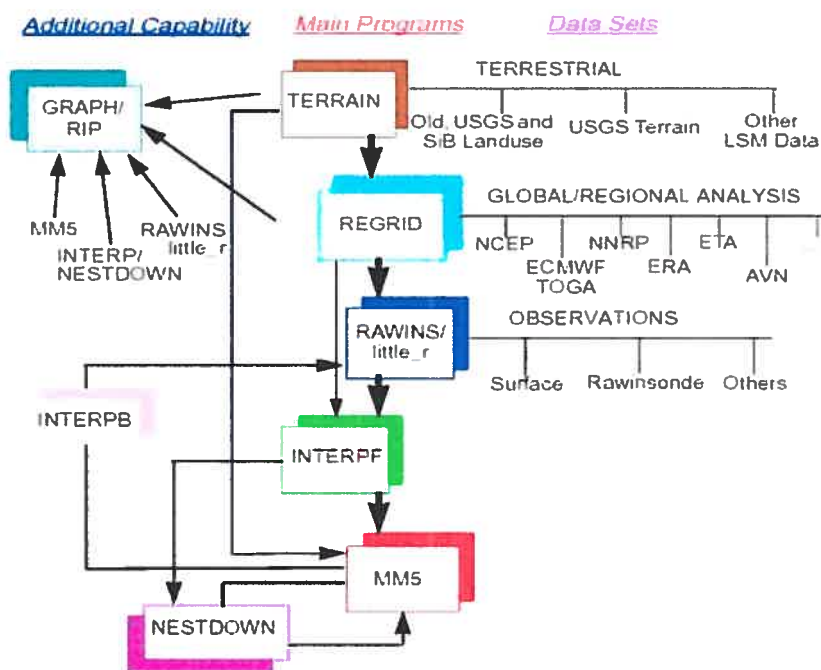 Additional Capability
Main Programs
Data Sets
GRAPH/
RIP
TERRAIN
TERRESTRIAL
Old, USGS and
SiB Landuse
USGS Terrain
Other
LSM Data
MM5
INTERP/
NESTDOWN
RAWINS
little_r
REGRID
GLOBAL/REGIONAL ANALYSIS
NCEP
ECMWF
TOGA
NNRP
ERA
ETA
AVN
RAWINS/
little_r
OBSERVATIONS
Surface
Rawinsonde
Others
INTERPB
INTERPF
MM5
NESTDOWN